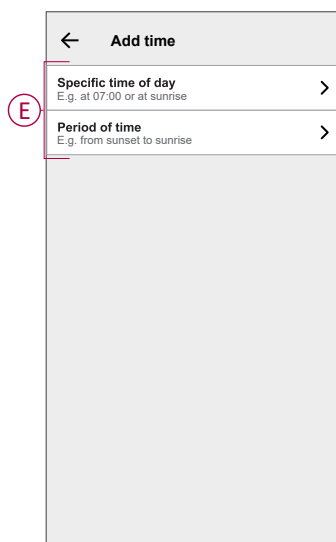 Add time
Specific time of day
E.g. at 07:00 or at sunrise
E
Period of time
E.g. from sunset to sunrise